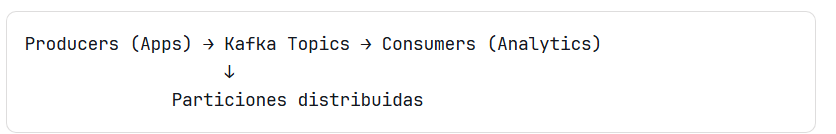 Producers (Apps) → Kafka Topics → Consumers (Analytics)
↓
Particiones distribuidas